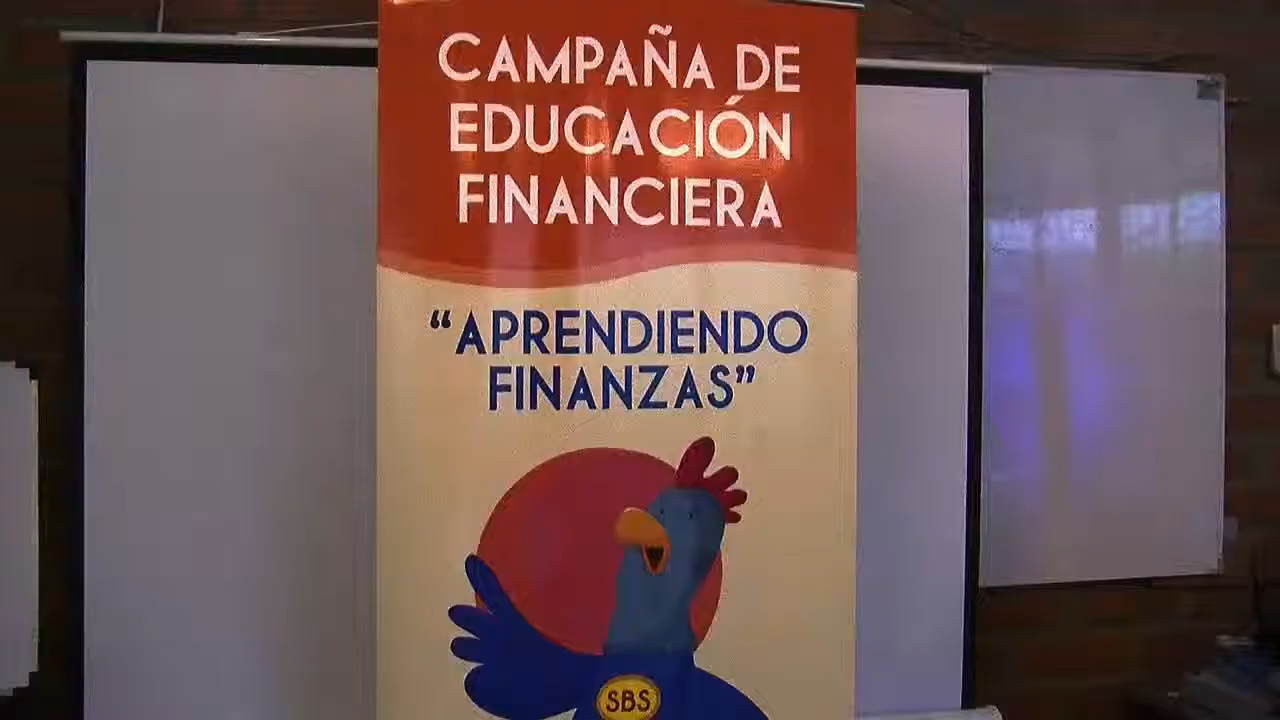 CAMPAÑA DE
EDUCACIÓN
FINANCIERA
“APRENDIENDO
FINANZAS”
SBS